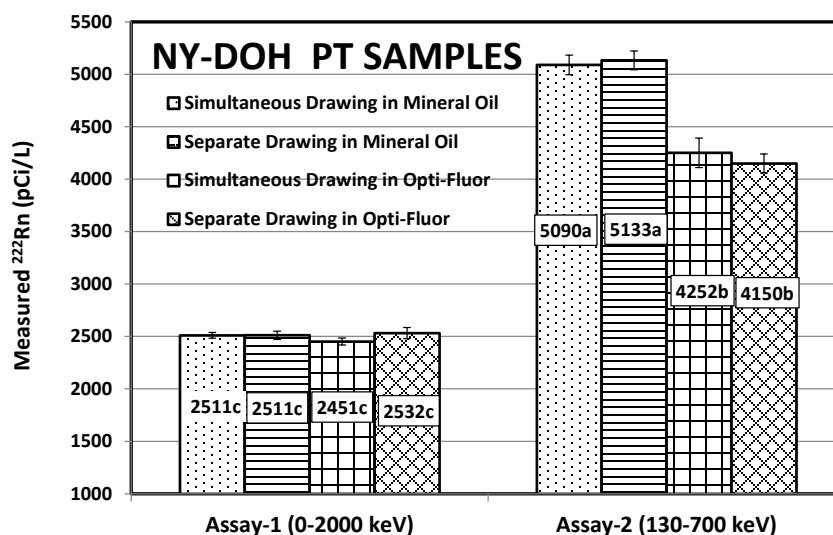 NY-DOH PT SAMPLES
Simultaneous Drawing in Mineral Oil
Separate Drawing in Mineral Oil
Simultaneous Drawing in Opti-Fluor
Separate Drawing in Opti-Fluor
Measured ²²²Rn (pCi/L)
5500
5000
4500
4000
3500
3000
2500
2000
1500
1000
5090a
5133a
4252b
4150b
2511c
2511c
2451c
2532c
Assay-1 (0-2000 keV)
Assay-2 (130-700 keV)